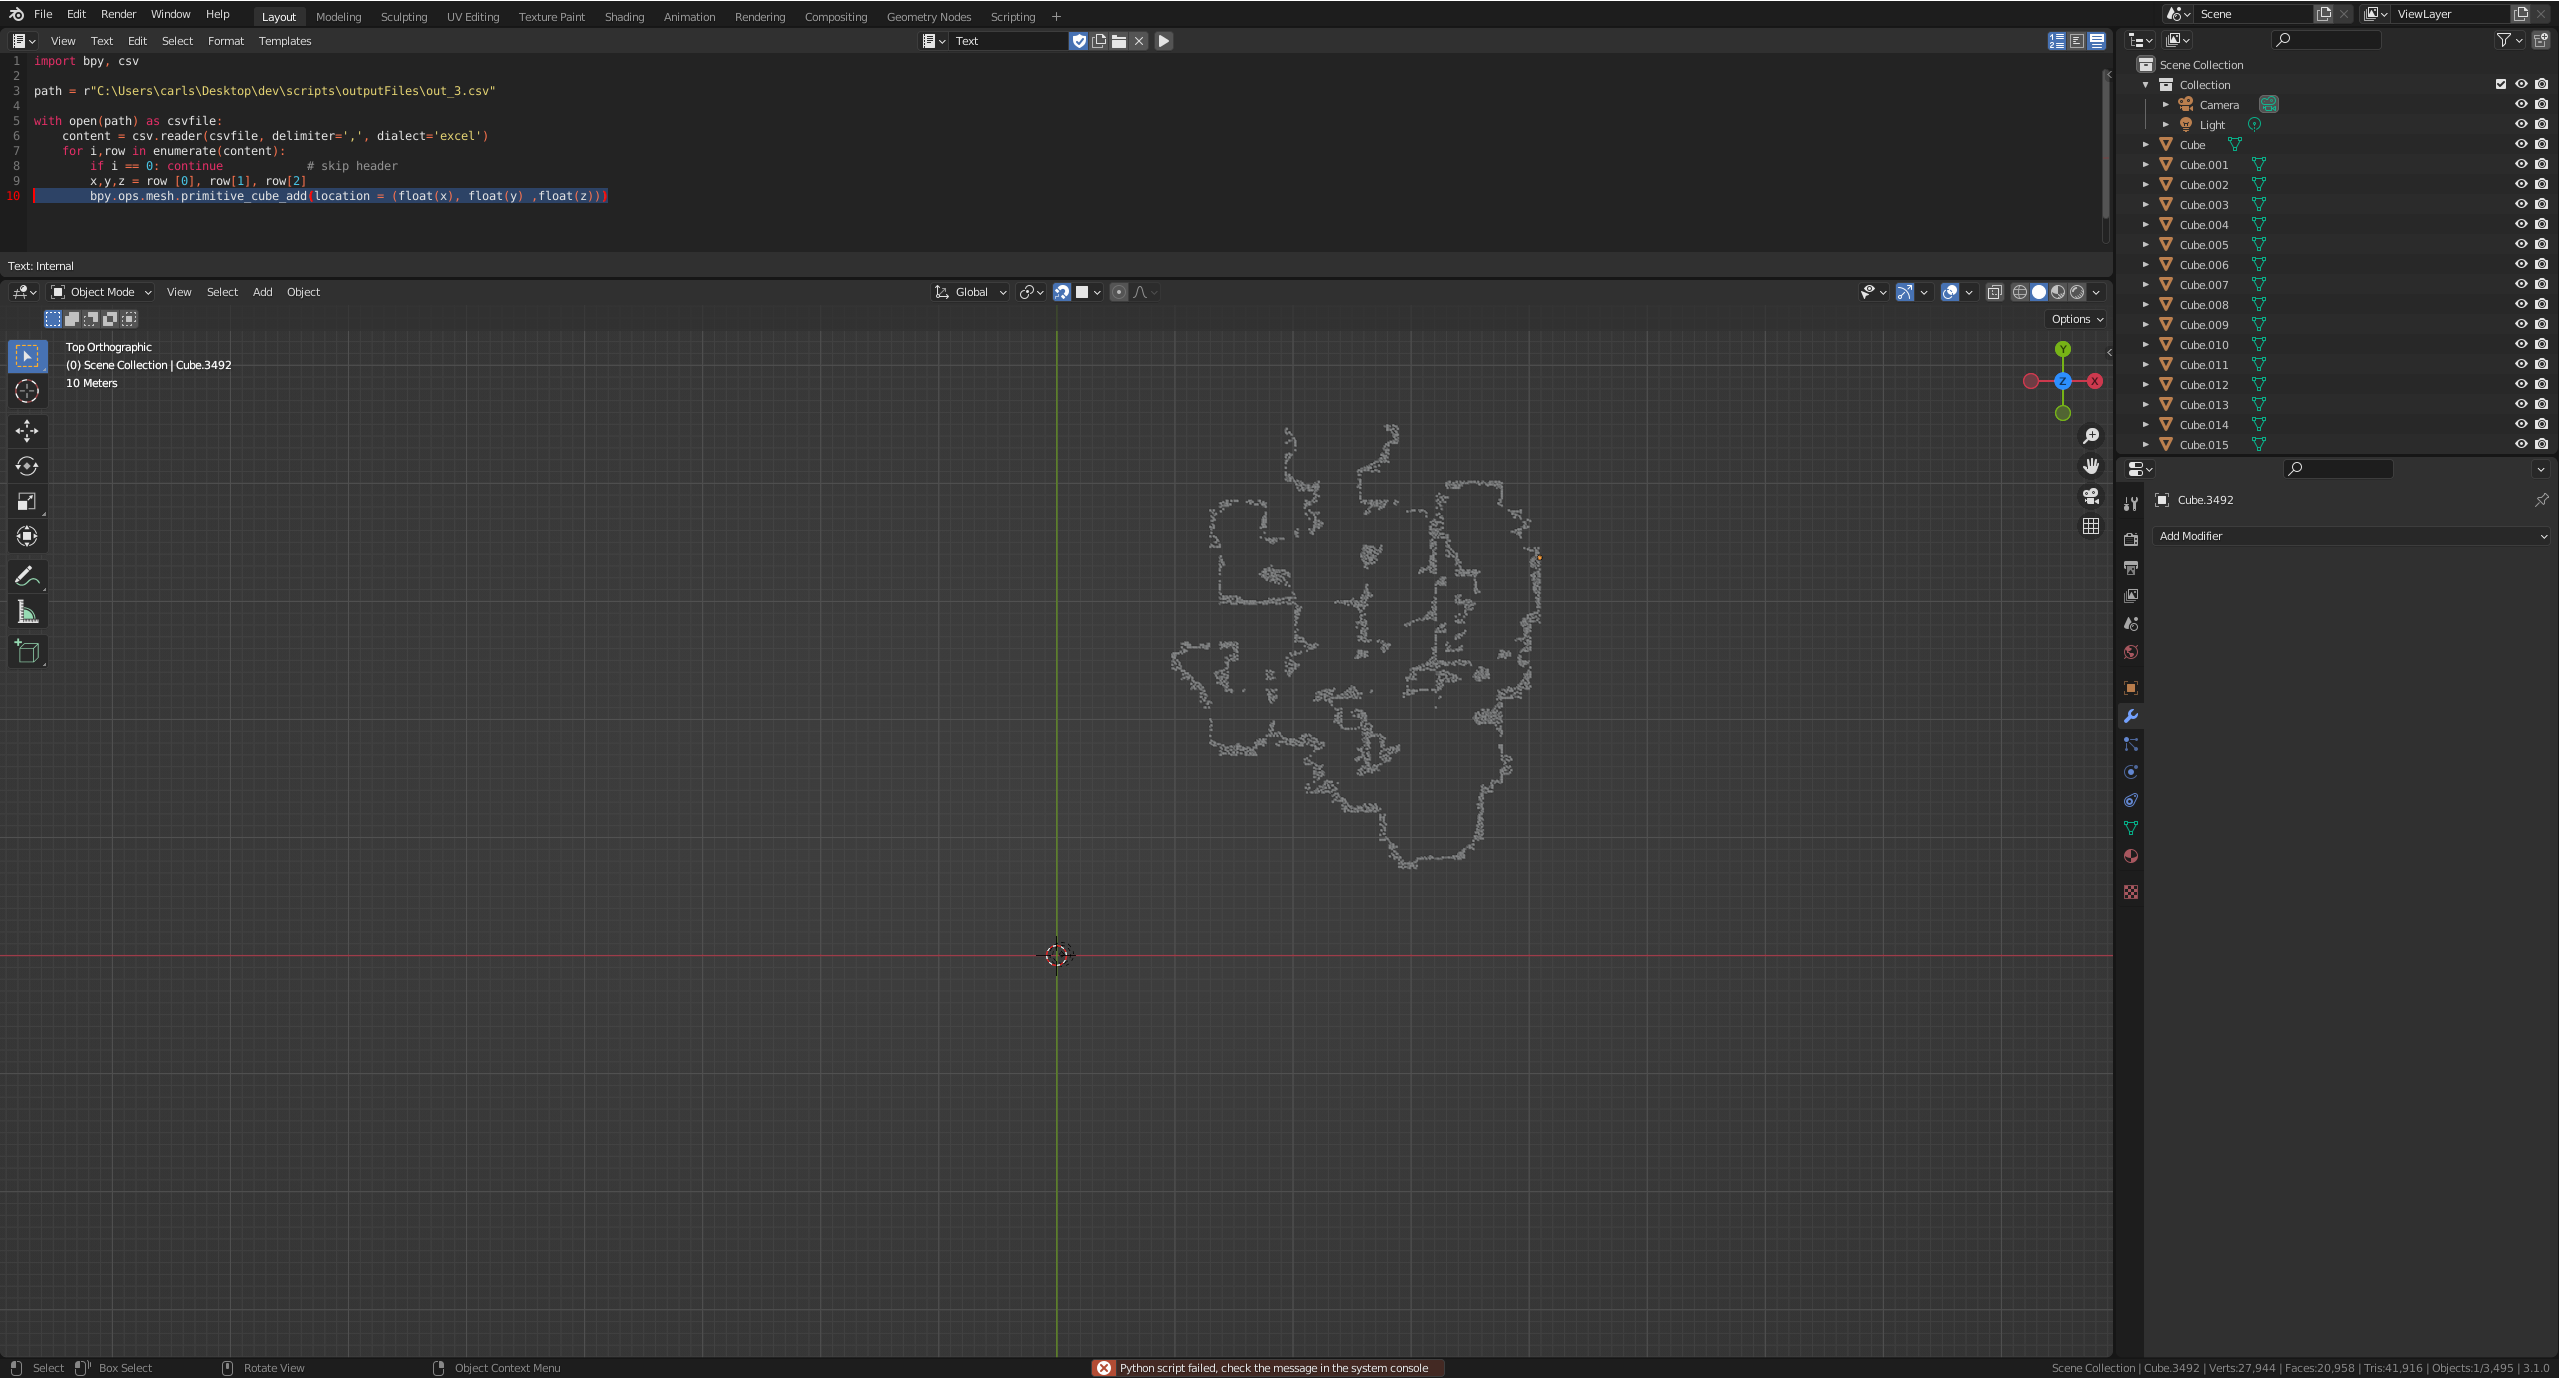 File Edit Render Window Help Layout Modeling Sculpting UV Editing Texture Paint Shading Animation Rendering Compositing Geometry Nodes Scripting + Scene ViewLayer
View Text Edit Select Format Templates Text
1 import bpy, csv
2
3 path = r"C:\Users\carls\Desktop\dev\scripts\outputFiles\out_3.csv"
4
5 with open(path) as csvfile:
6 content = csv.reader(csvfile, delimiter=',', dialect='excel')
7 for i,row in enumerate(content):
8 if i == 0: continue # skip header
9 x,y,z = row [0], row[1], row[2]
10 bpy.ops.mesh.primitive_cube_add(location = (float(x), float(y) ,float(z)))
Text: Internal
Object Mode View Select Add Object Global
Options
Top Orthographic
(0) Scene Collection | Cube.3492
10 Meters
Y
Z X
Scene Collection
Collection
Camera
Light
Cube
Cube.001
Cube.002
Cube.003
Cube.004
Cube.005
Cube.006
Cube.007
Cube.008
Cube.009
Cube.010
Cube.011
Cube.012
Cube.013
Cube.014
Cube.015
Cube.3492
Add Modifier
Select Box Select Rotate View Object Context Menu Python script failed, check the message in the system console Scene Collection | Cube.3492 | Verts:27,944 | Faces:20,958 | Tris:41,916 | Objects:1/3,495 | 3.1.0